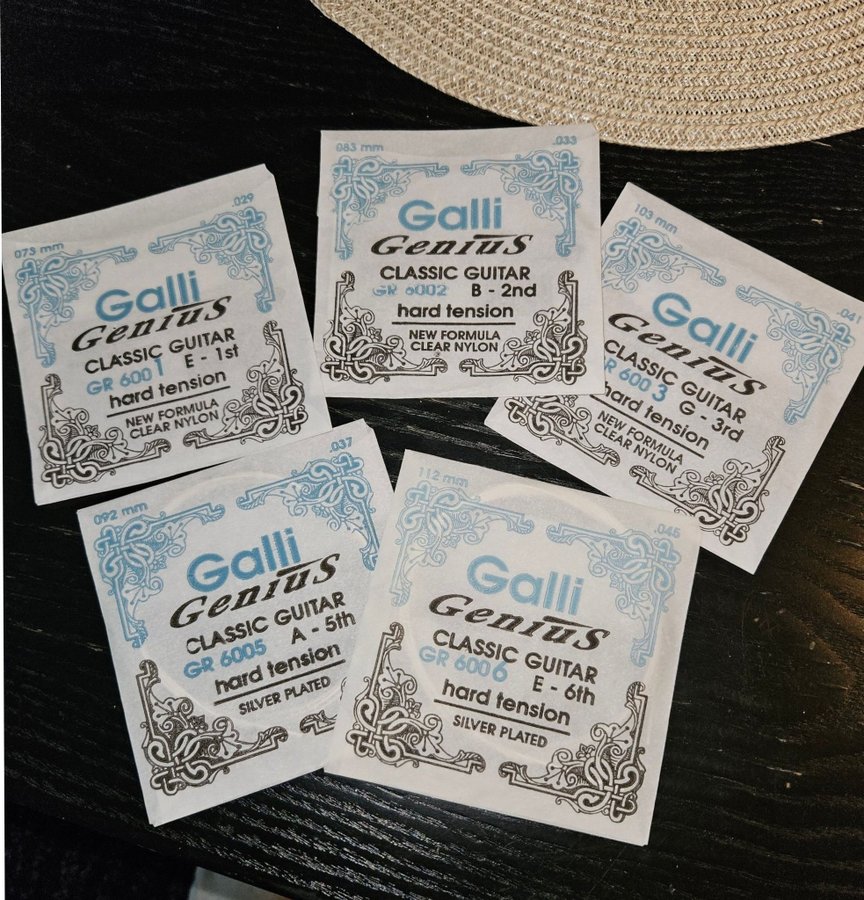 073 mm .029
Galli
Genius
CLASSIC GUITAR
GR 6001 E - 1st
hard tension
NEW FORMULA
CLEAR NYLON
083 mm .033
Galli
Genius
CLASSIC GUITAR
GR 6002 B - 2nd
hard tension
NEW FORMULA
CLEAR NYLON
103 mm .041
Galli
Genius
CLASSIC GUITAR
GR 6003 G - 3rd
hard tension
NEW FORMULA
CLEAR NYLON
092 mm .037
Galli
Genius
CLASSIC GUITAR
GR 6005 A - 5th
hard tension
SILVER PLATED
112 mm .045
Galli
Genius
CLASSIC GUITAR
GR 6006 E - 6th
hard tension
SILVER PLATED